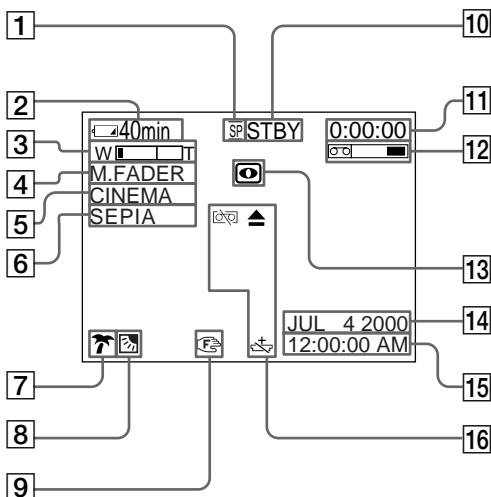 1
10
2
11
40min
SP STBY
0:00:00
3
W T
12
4
M.FADER
5
CINEMA
6
SEPIA
13
JUL 4 2000
14
12:00:00 AM
F
7
15
8
16
9